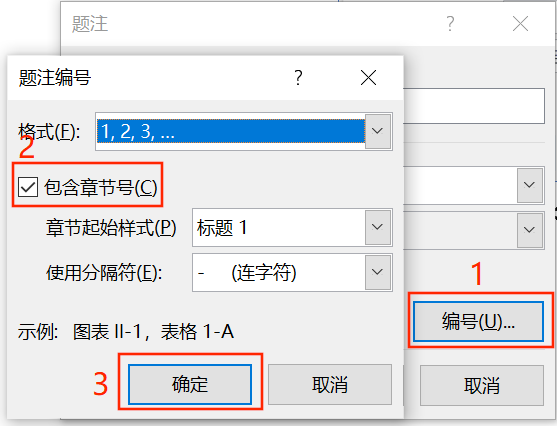 题注 ?
题注编号 ?
格式(F): 1, 2, 3, ...
2
包含章节号(C)
章节起始样式(P) 标题 1
使用分隔符(E): - (连字符)
1
示例: 图表 II-1，表格 1-A
编号(U)...
3 确定 取消 取消